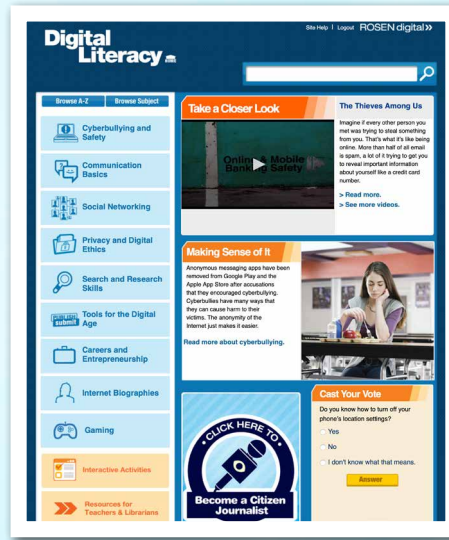 Digital
Literacy
Site Help | Logout ROSEN digital»
Browse A-Z Browse Subject
Cyberbullying and
Safety
Communication
Basics
Social Networking
Privacy and Digital
Ethics
Search and Research
Skills
PUBLISH
submit
Tools for the Digital
Age
Careers and
Entrepreneurship
Internet Biographies
Gaming
Interactive Activities
Resources for
Teachers & Librarians
Take a Closer Look
Online & Mobile
Banking Safety
The Thieves Among Us
Imagine if every other person you
met was trying to steal something
from you. That's what it's like being
online. More than half of all email
is spam, a lot of it trying to get you
to reveal important information
about yourself like a credit card
number.
> Read more.
> See more videos.
Making Sense of It
Anonymous messaging apps have been
removed from Google Play and the
Apple App Store after accusations
that they encouraged cyberbullying.
Cyberbullies have many ways that
they can cause harm to their
victims. The anonymity of the
Internet just makes it easier.
Read more about cyberbullying.
CLICK HERE TO
Become a Citizen
Journalist
Cast Your Vote
Do you know how to turn off your
phone's location settings?
Yes
No
I don't know what that means.
Answer